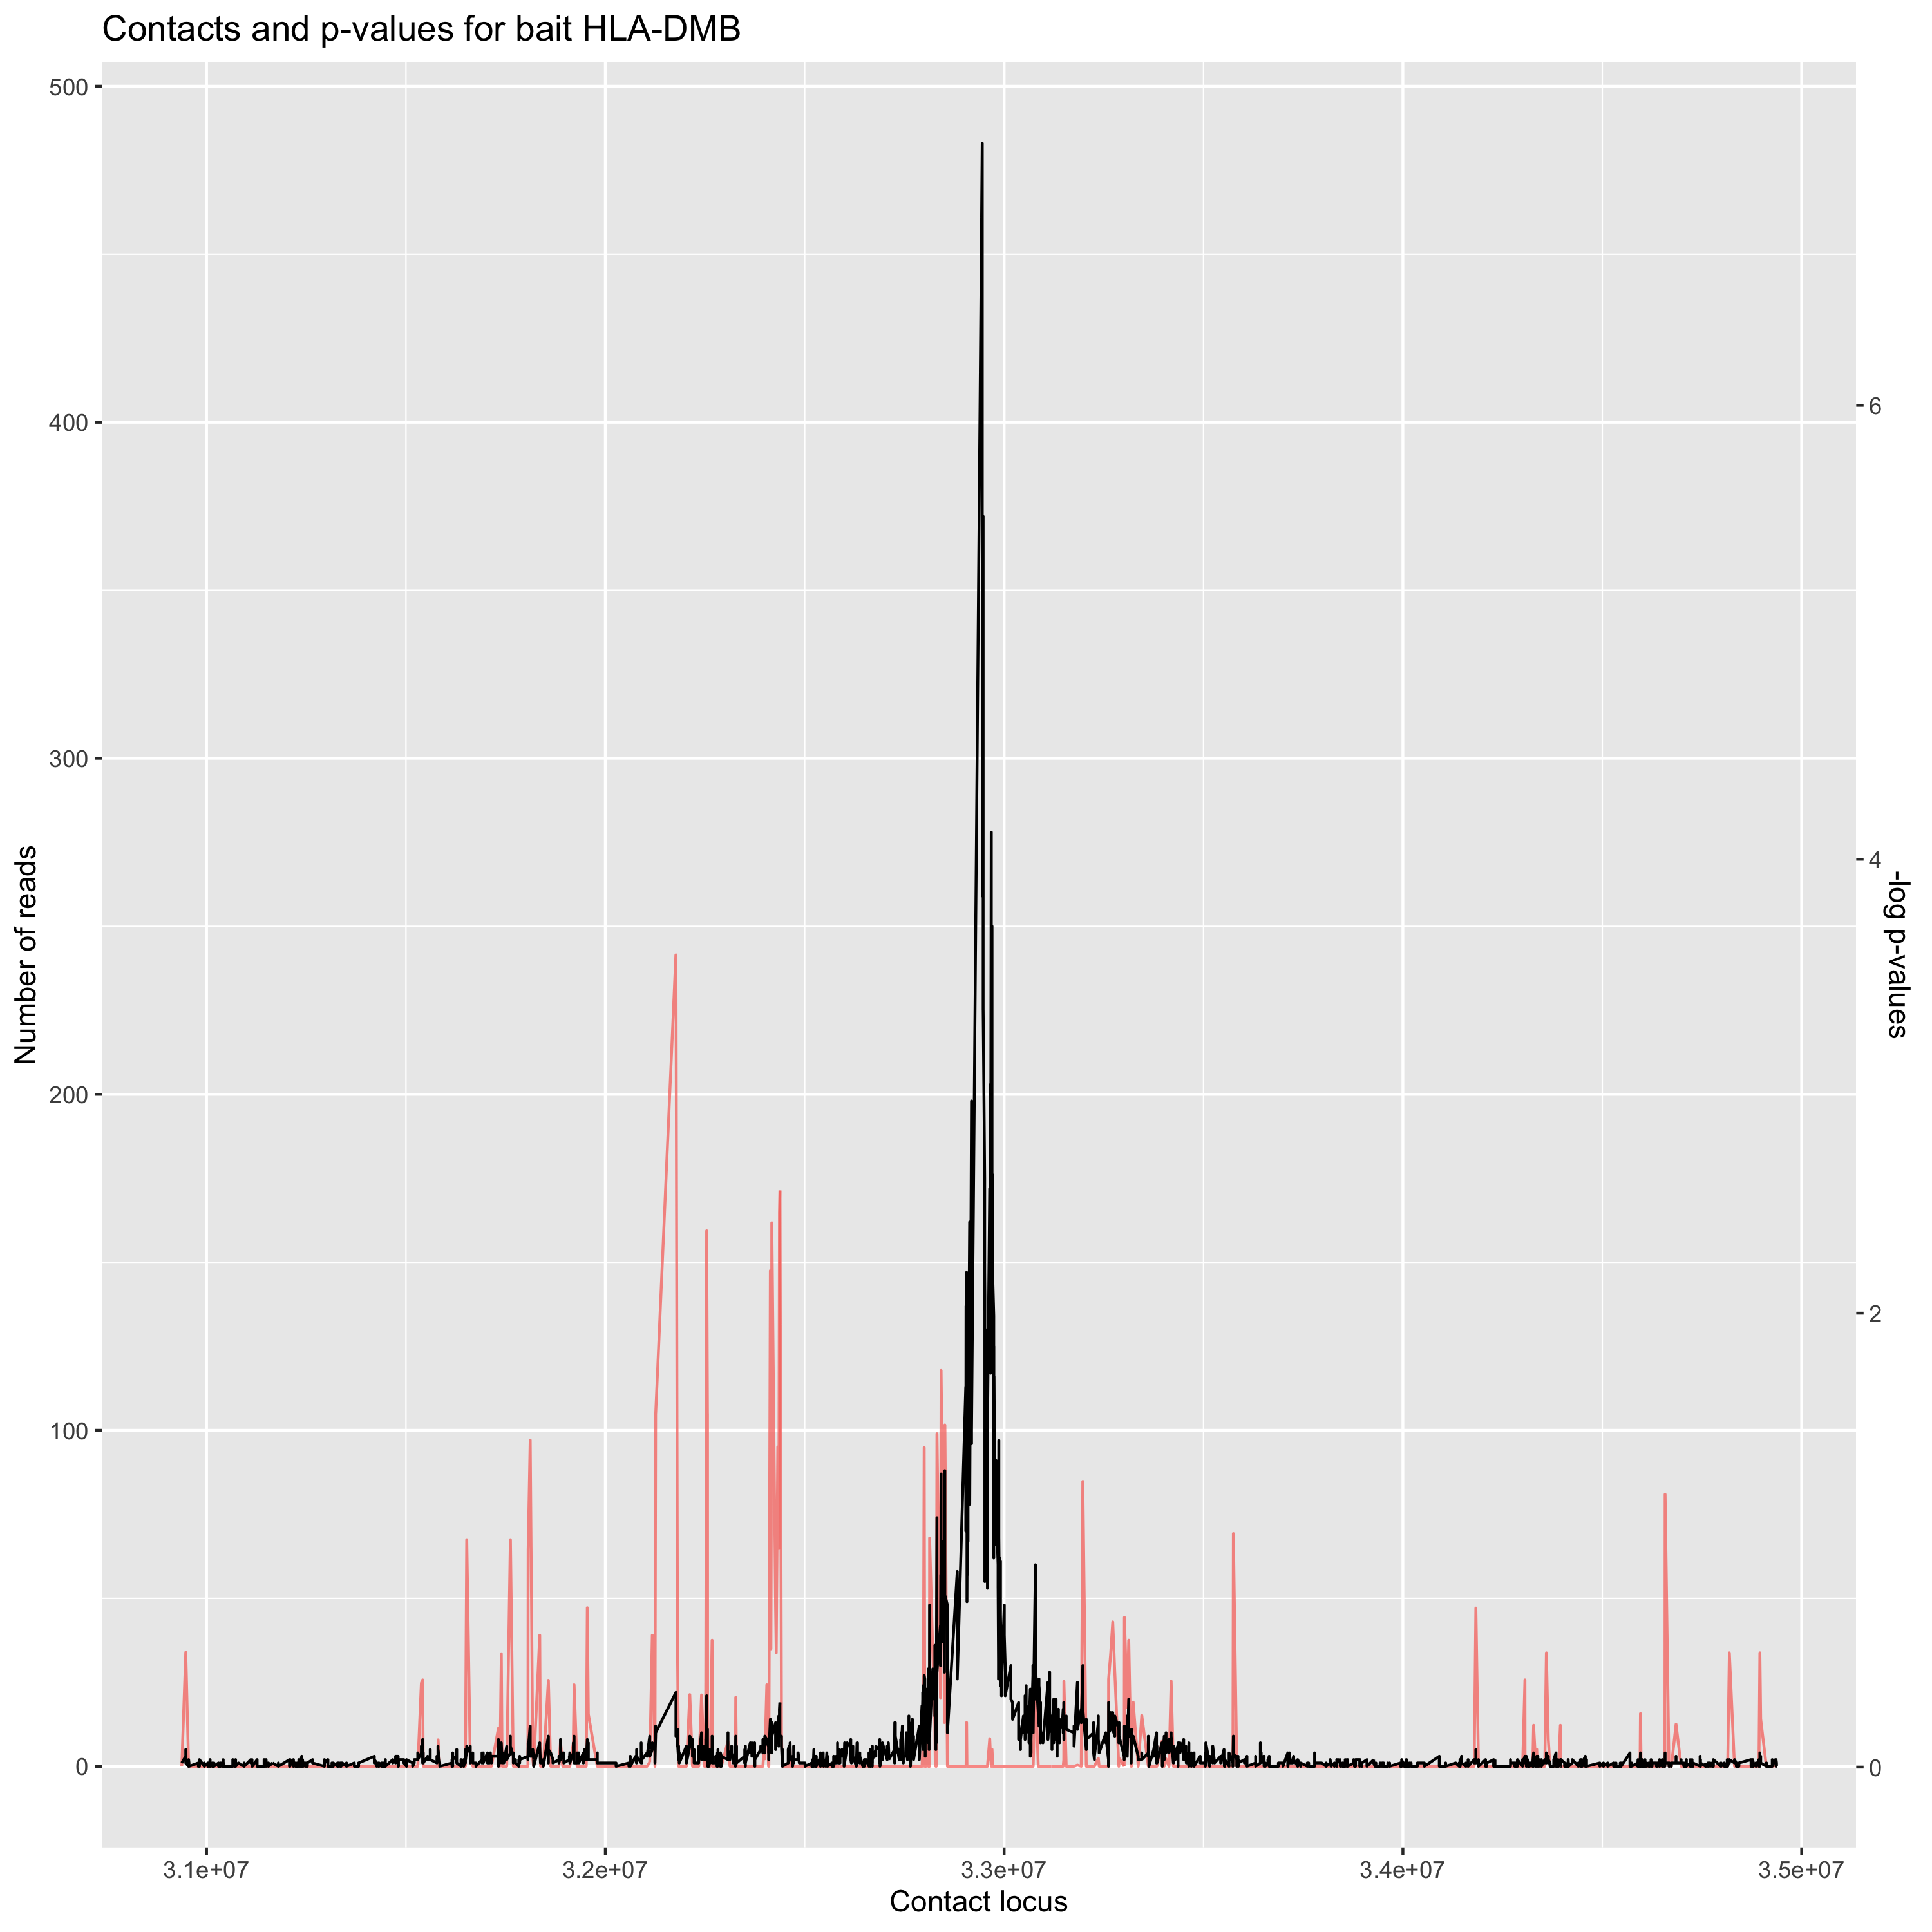 Contacts and p-values for bait HLA-DMB
500
400
300
200
100
0
Number of reads
6
4
2
0
-log p-values
3.1e+07
3.2e+07
3.3e+07
3.4e+07
3.5e+07
Contact locus